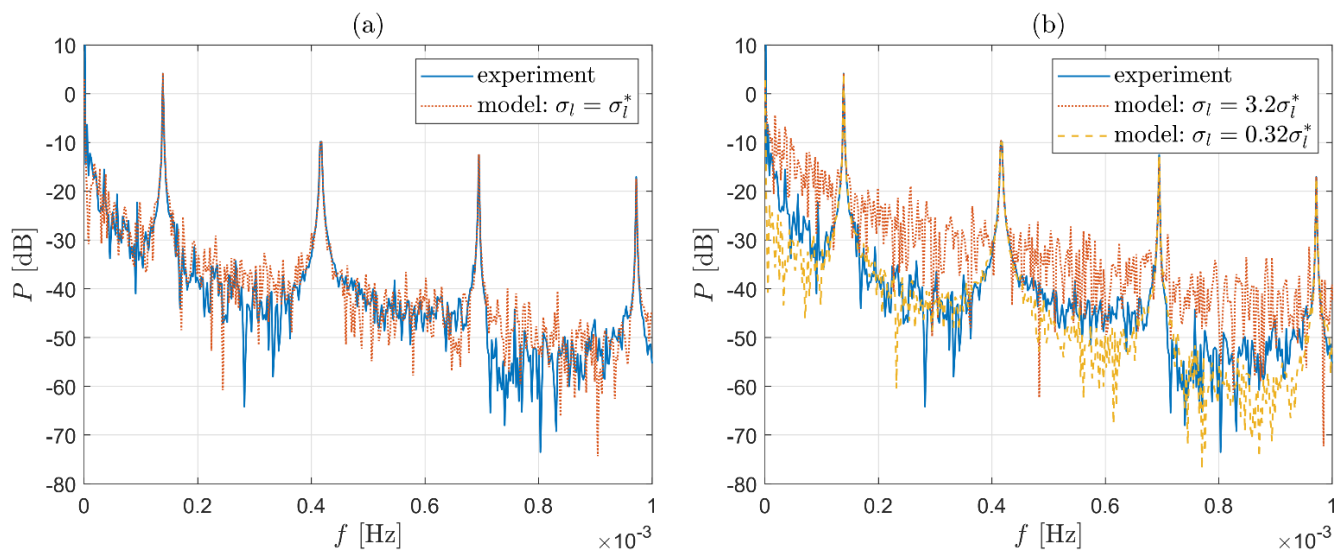 (a)
10
0
-10
-20
-30
-40
-50
-60
-70
-80
P [dB]
experiment
model: σ_l = σ_l^*
0 0.2 0.4 0.6 0.8 1
f [Hz]
×10^-3
(b)
10
0
-10
-20
-30
-40
-50
-60
-70
-80
P [dB]
experiment
model: σ_l = 3.2σ_l^*
model: σ_l = 0.32σ_l^*
0 0.2 0.4 0.6 0.8 1
f [Hz]
×10^-3